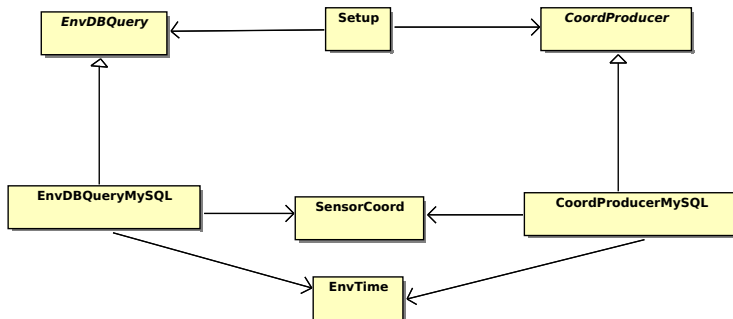 EnvDBQuery
Setup
CoordProducer
EnvDBQueryMySQL
SensorCoord
CoordProducerMySQL
EnvTime